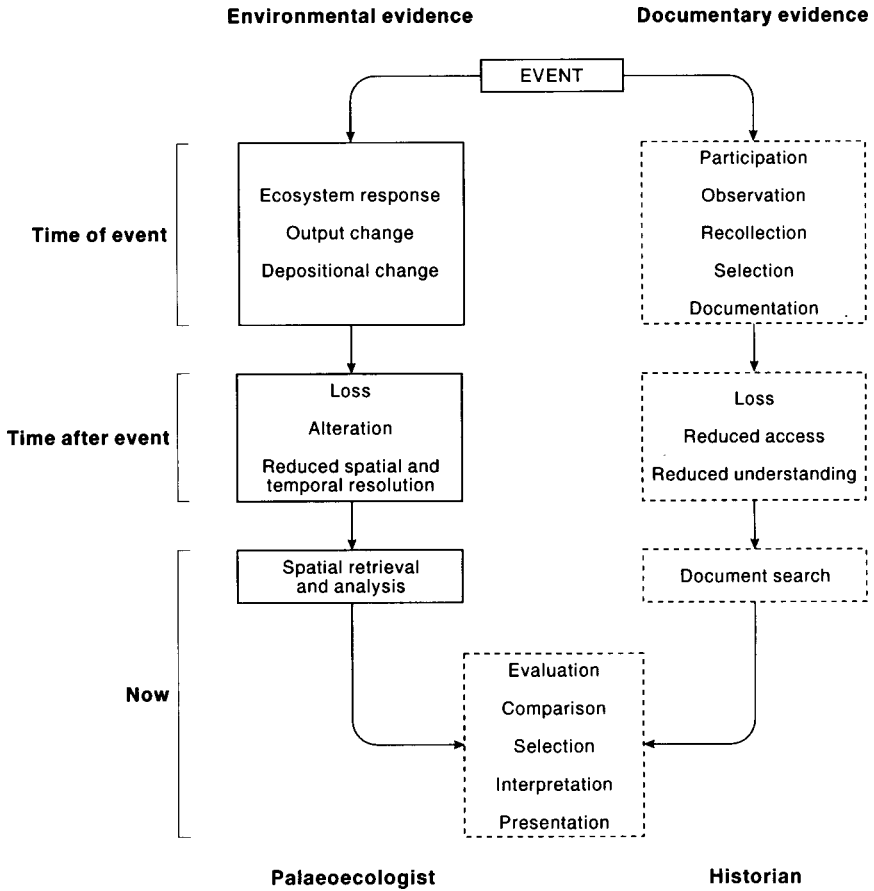 Environmental evidence
Documentary evidence
EVENT
Time of event
Ecosystem response
Output change
Depositional change
Participation
Observation
Recollection
Selection
Documentation
Time after event
Loss
Alteration
Reduced spatial and
temporal resolution
Loss
Reduced access
Reduced understanding
Now
Spatial retrieval
and analysis
Document search
Evaluation
Comparison
Selection
Interpretation
Presentation
Palaeoecologist
Historian